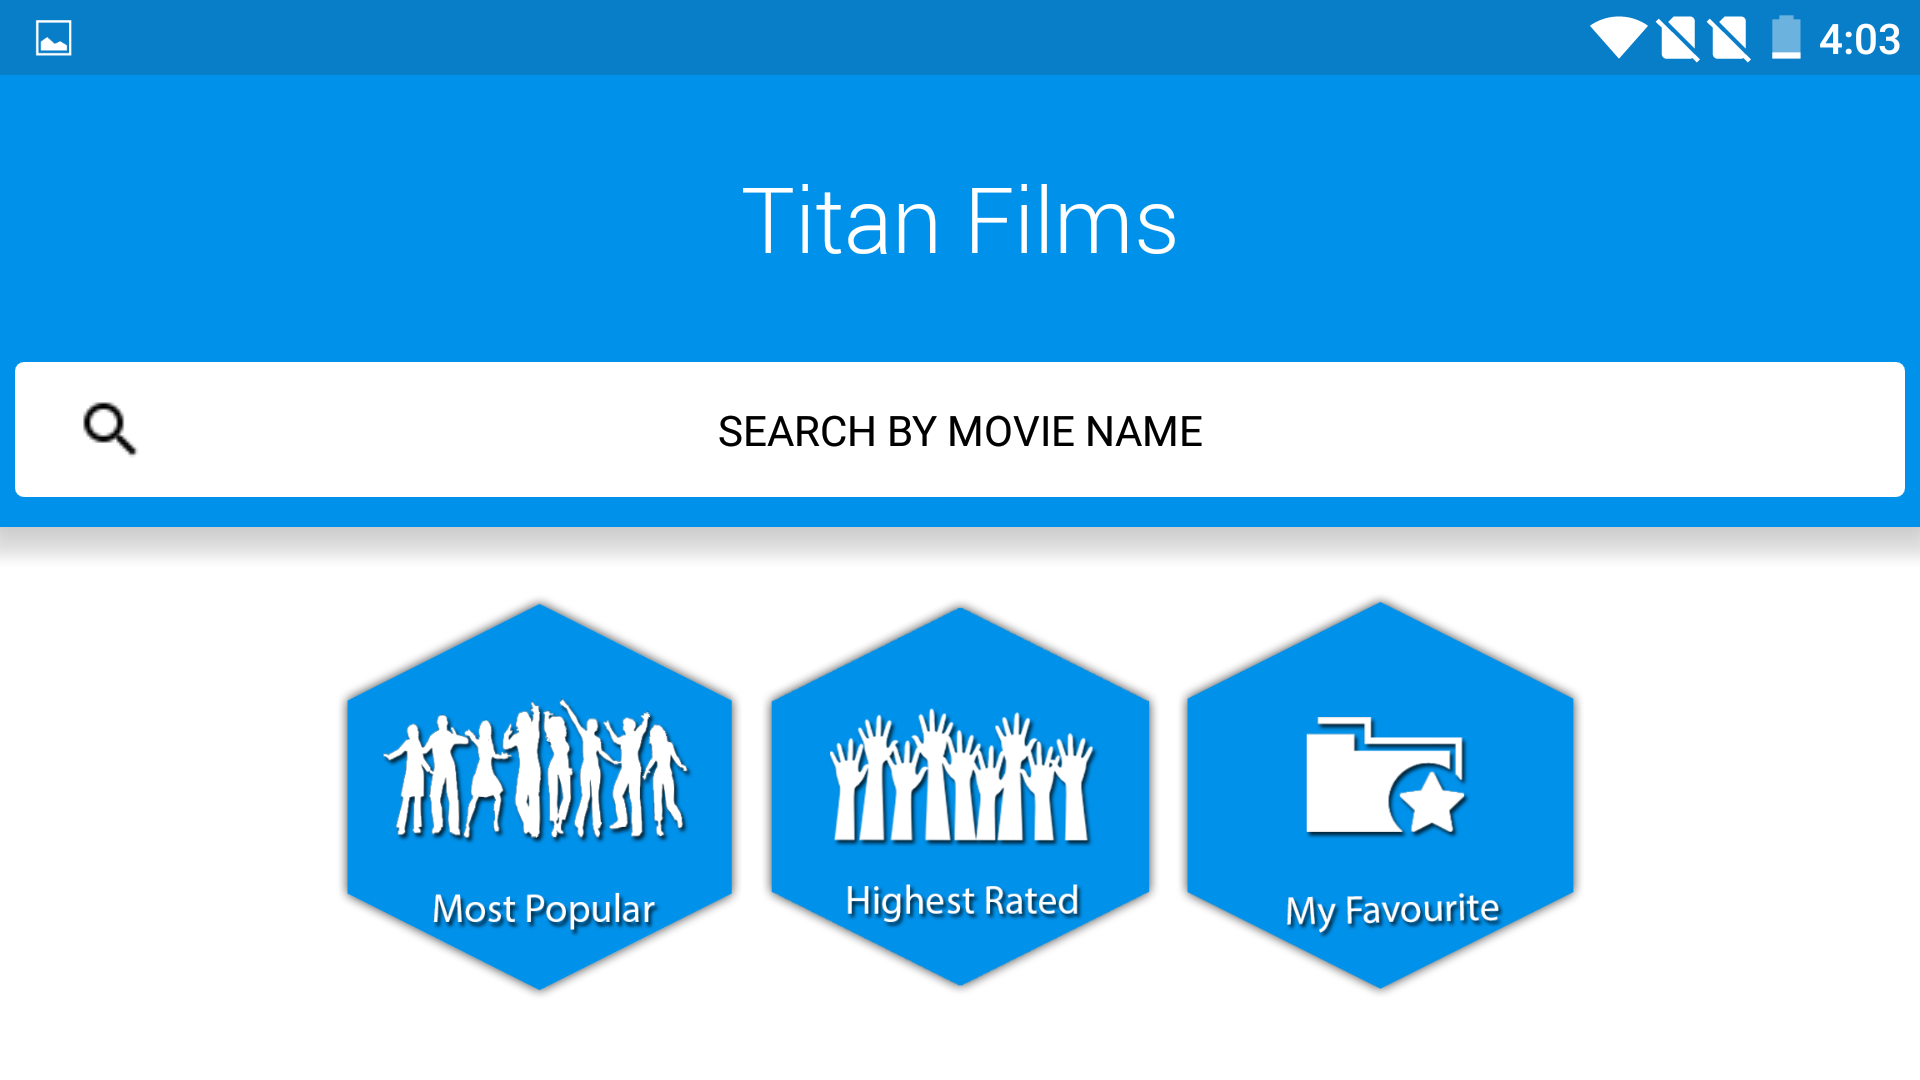 4:03
Titan Films
SEARCH BY MOVIE NAME
Most Popular
Highest Rated
My Favourite